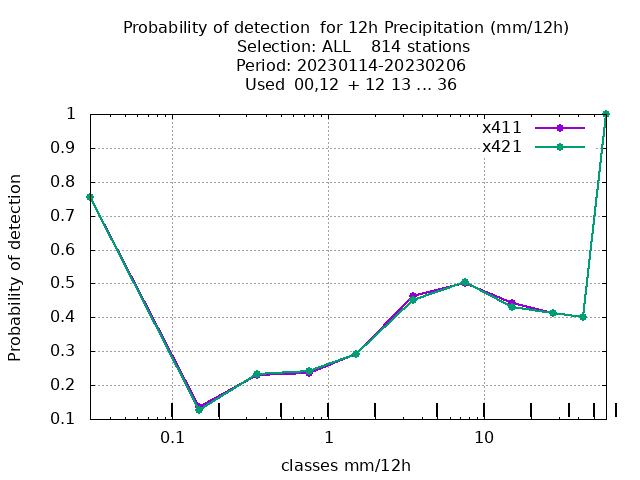 Probability of detection  for 12h Precipitation (mm/12h)
Selection: ALL    814 stations
Period: 20230114-20230206
Used  00,12  + 12 13 ... 36
1
0.9
0.8
0.7
0.6
0.5
0.4
0.3
0.2
0.1
Probability of detection
x411
x421
0.1 1 10
classes mm/12h